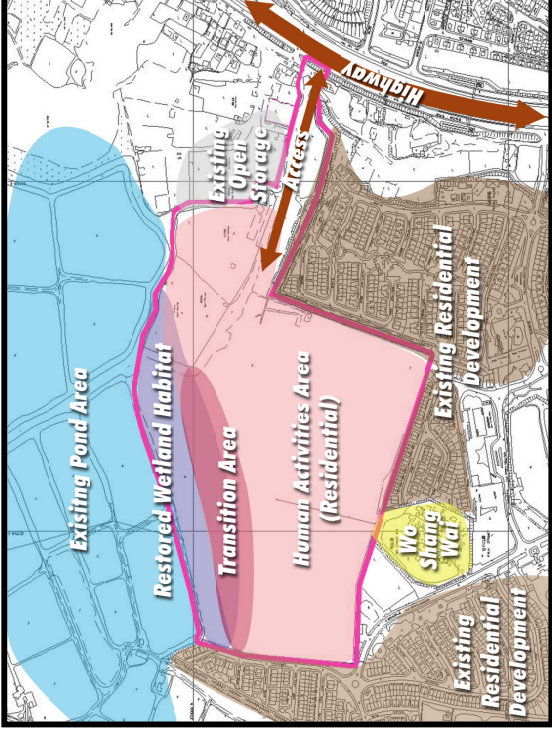 Exisitng Pond Area
Restored Wetland Habitat
Transition Area
Existing
Open
Storage
Access
Human Activities Area
(Residential)
Highway
Wo
Shang
Wai
Existing Residential
Development
Existing
Residential
Development